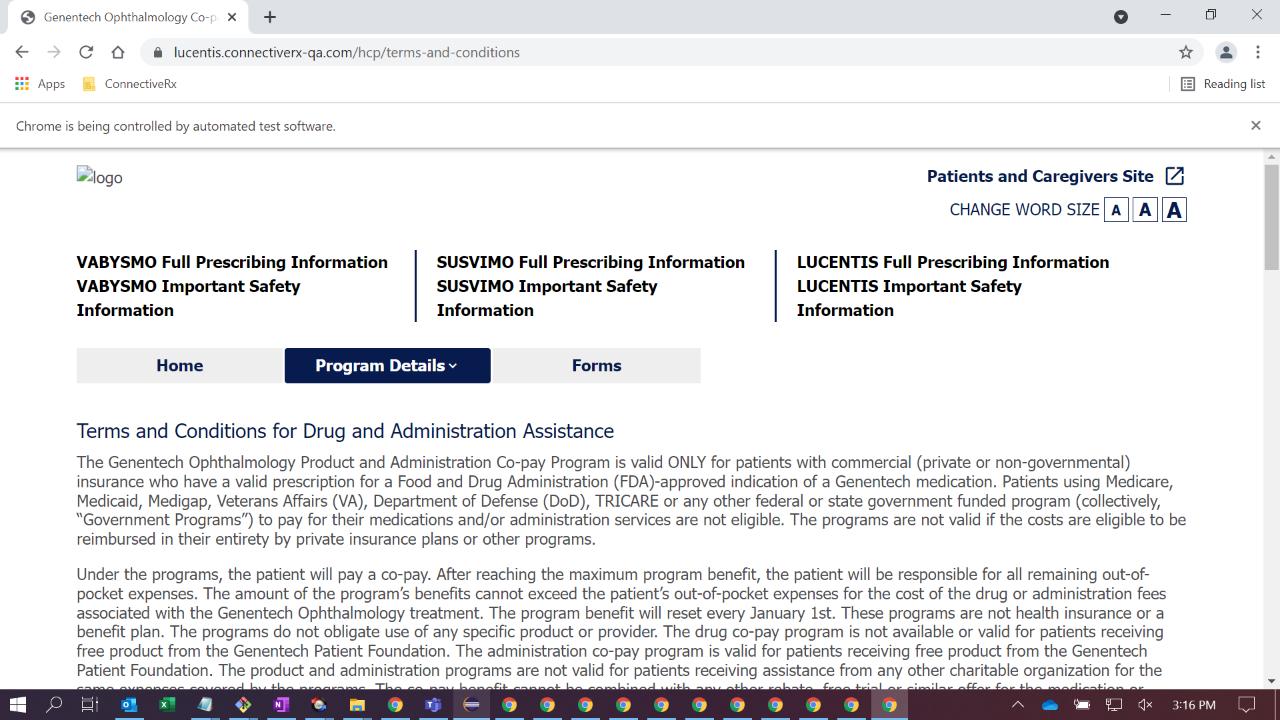 Genentech Ophthalmology Co-p
lucentis.connectiverx-qa.com/hcp/terms-and-conditions
Apps ConnectiveRx Reading list
Chrome is being controlled by automated test software.
logo
Patients and Caregivers Site
CHANGE WORD SIZE A A A
VABYSMO Full Prescribing Information
VABYSMO Important Safety
Information
SUSVIMO Full Prescribing Information
SUSVIMO Important Safety
Information
LUCENTIS Full Prescribing Information
LUCENTIS Important Safety
Information
Home Program Details Forms
Terms and Conditions for Drug and Administration Assistance
The Genentech Ophthalmology Product and Administration Co-pay Program is valid ONLY for patients with commercial (private or non-governmental)
insurance who have a valid prescription for a Food and Drug Administration (FDA)-approved indication of a Genentech medication. Patients using Medicare,
Medicaid, Medigap, Veterans Affairs (VA), Department of Defense (DoD), TRICARE or any other federal or state government funded program (collectively,
“Government Programs”) to pay for their medications and/or administration services are not eligible. The programs are not valid if the costs are eligible to be
reimbursed in their entirety by private insurance plans or other programs.
Under the programs, the patient will pay a co-pay. After reaching the maximum program benefit, the patient will be responsible for all remaining out-of-
pocket expenses. The amount of the program’s benefits cannot exceed the patient’s out-of-pocket expenses for the cost of the drug or administration fees
associated with the Genentech Ophthalmology treatment. The program benefit will reset every January 1st. These programs are not health insurance or a
benefit plan. The programs do not obligate use of any specific product or provider. The drug co-pay program is not available or valid for patients receiving
free product from the Genentech Patient Foundation. The administration co-pay program is valid for patients receiving free product from the Genentech
Patient Foundation. The product and administration programs are not valid for patients receiving assistance from any other charitable organization for the
3:16 PM